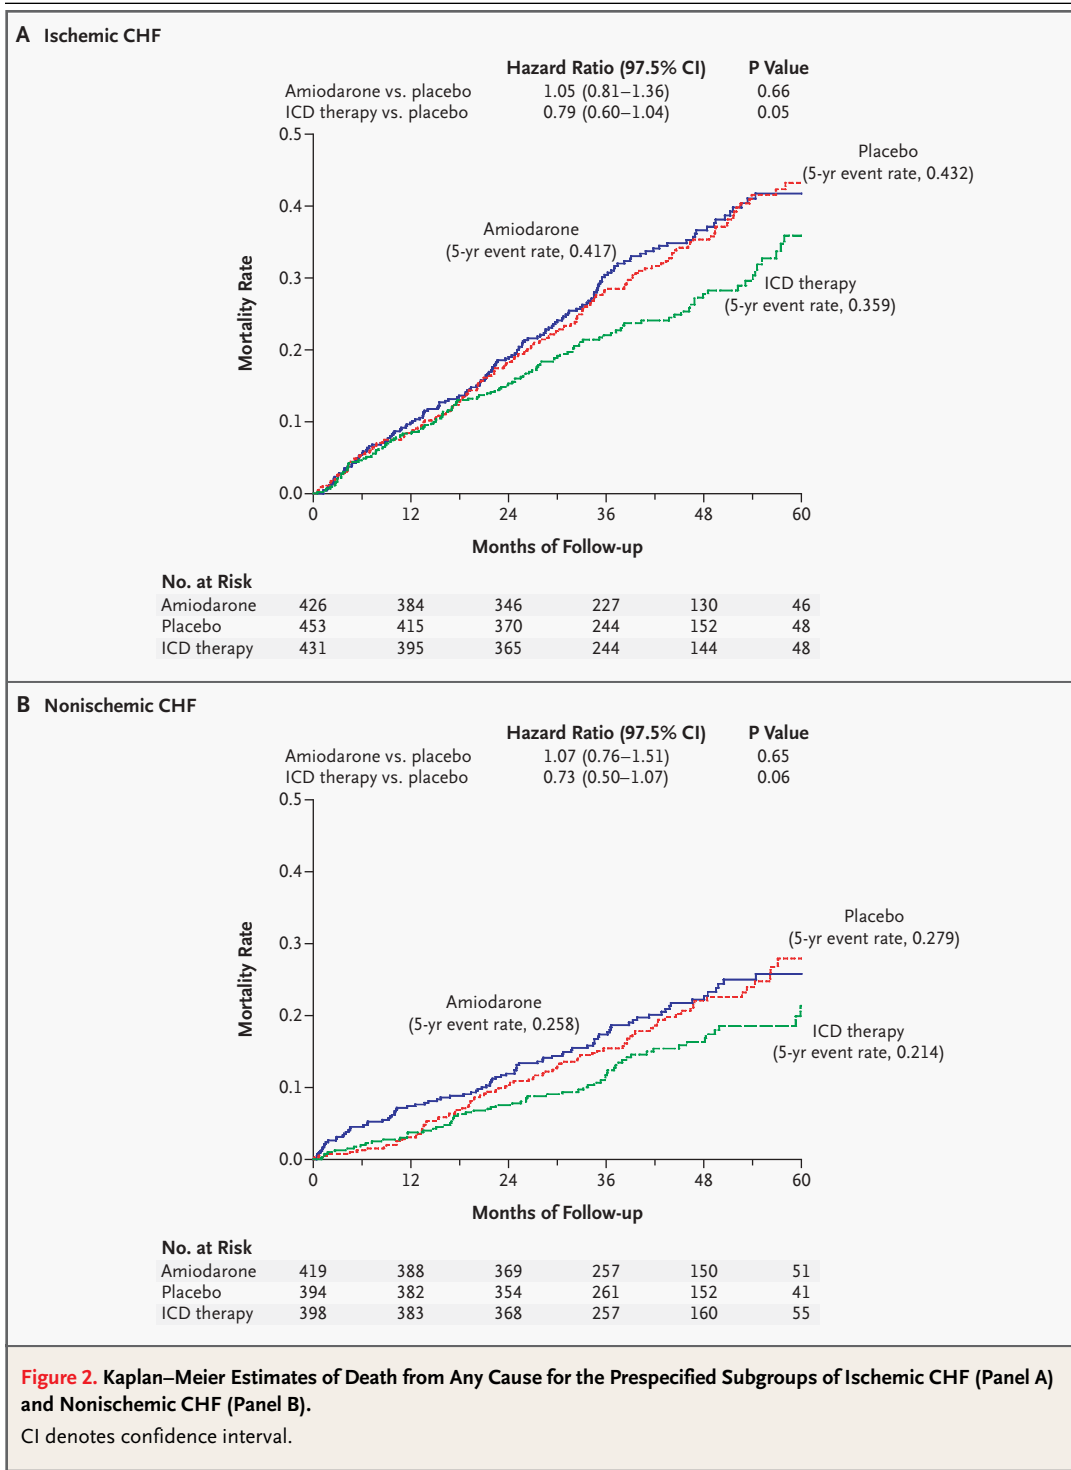 A Ischemic CHF
Hazard Ratio (97.5% CI) P Value
Amiodarone vs. placebo 1.05 (0.81–1.36) 0.66
ICD therapy vs. placebo 0.79 (0.60–1.04) 0.05
0.5
0.4
0.3
0.2
0.1
0.0
Mortality Rate
Placebo
(5-yr event rate, 0.432)
Amiodarone
(5-yr event rate, 0.417)
ICD therapy
(5-yr event rate, 0.359)
0 12 24 36 48 60
Months of Follow-up
No. at Risk
Amiodarone 426 384 346 227 130 46
Placebo 453 415 370 244 152 48
ICD therapy 431 395 365 244 144 48
B Nonischemic CHF
Hazard Ratio (97.5% CI) P Value
Amiodarone vs. placebo 1.07 (0.76–1.51) 0.65
ICD therapy vs. placebo 0.73 (0.50–1.07) 0.06
0.5
0.4
0.3
0.2
0.1
0.0
Mortality Rate
Placebo
(5-yr event rate, 0.279)
Amiodarone
(5-yr event rate, 0.258)
ICD therapy
(5-yr event rate, 0.214)
0 12 24 36 48 60
Months of Follow-up
No. at Risk
Amiodarone 419 388 369 257 150 51
Placebo 394 382 354 261 152 41
ICD therapy 398 383 368 257 160 55
Figure 2. Kaplan–Meier Estimates of Death from Any Cause for the Prespecified Subgroups of Ischemic CHF (Panel A)
and Nonischemic CHF (Panel B).
CI denotes confidence interval.